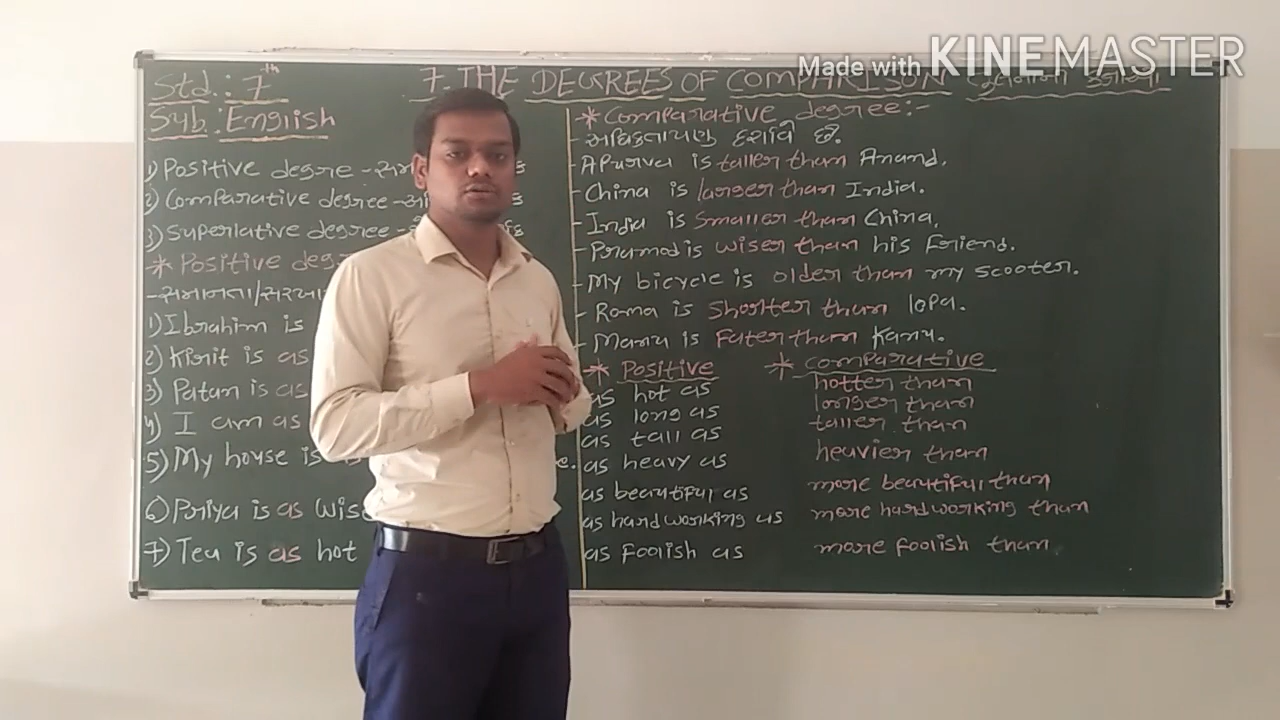 Made with KINEMASTER
Std.: 7th
Sub: English
7. THE DEGREES OF COMPARISON
1) Positive degree -
2) Comparative degree -
3) Superlative degree -
* Positive
- સમાનતા/
1) Ibrahim is
2) Kirit is as
3) Patan is as
4) I am as
5) My house is
6) Priya is as
7) Tea is as hot
* Comparative degree :-
- અધિકતાપણું દર્શાવે છે.
- Apurva is taller than Anand.
- China is larger than India.
- India is smaller than China.
- Pramod is wiser than his friend.
- My bicycle is older than my scooter.
- Roma is shorter than lopa.
- Manu is Fater than Kanu.
* Positive
as hot as
as long as
as tall as
as heavy as
as beautiful as
as hardworking as
as foolish as
* Comparative
hotter than
longer than
taller than
heavier than
more beautiful than
more hardworking than
more foolish than